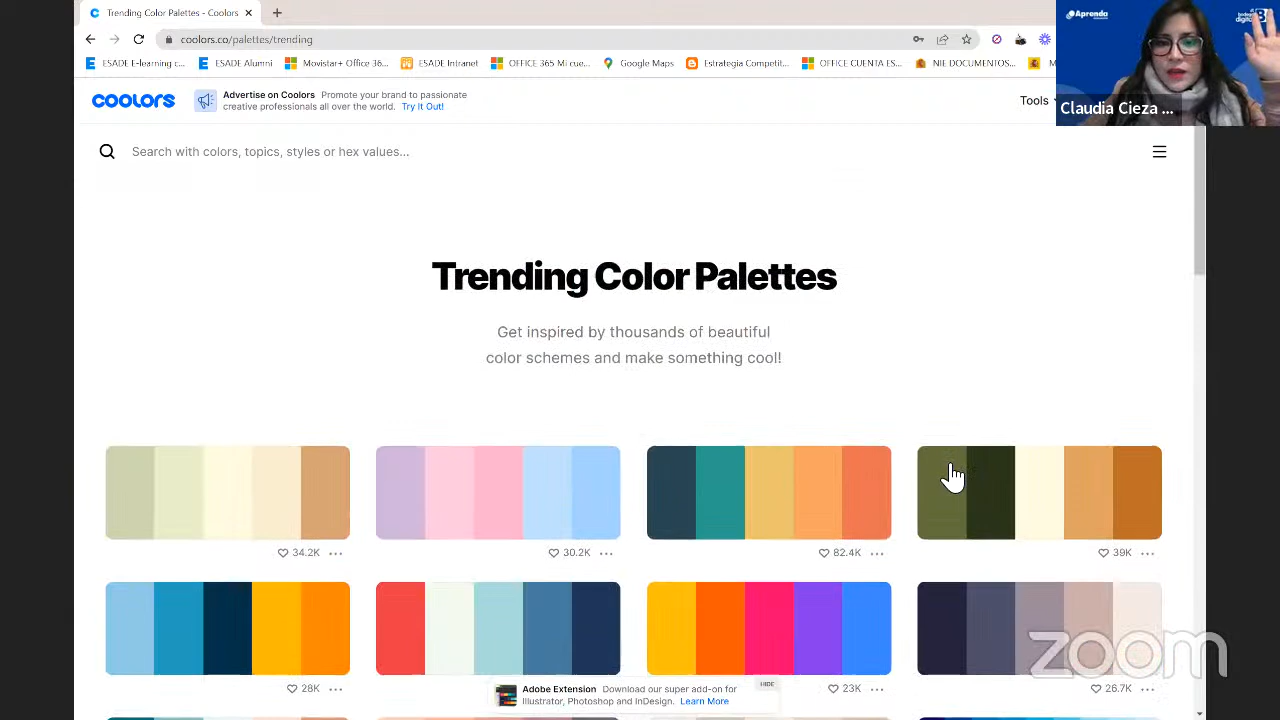 Trending Color Palettes - Coolors
coolors.co/palettes/trending
ESADE E-learning c...
ESADE Alumni
Movistar+ Office 36...
ESADE Intranet
OFFICE 365 Mi cue...
Google Maps
Estrategia Competit...
OFFICE CUENTA ES...
NIE DOCUMENTOS...
Aprenda
bodegas
digital
Claudia Cieza ...
coolors
Advertise on Coolors Promote your brand to passionate
creative professionals all over the world. Try It Out!
Tools
Search with colors, topics, styles or hex values...
Trending Color Palettes
Get inspired by thousands of beautiful
color schemes and make something cool!
34.2K
30.2K
82.4K
39K
28K
23K
26.7K
Adobe Extension Download our super add-on for
Illustrator, Photoshop and InDesign. Learn More
HIDE
zoom